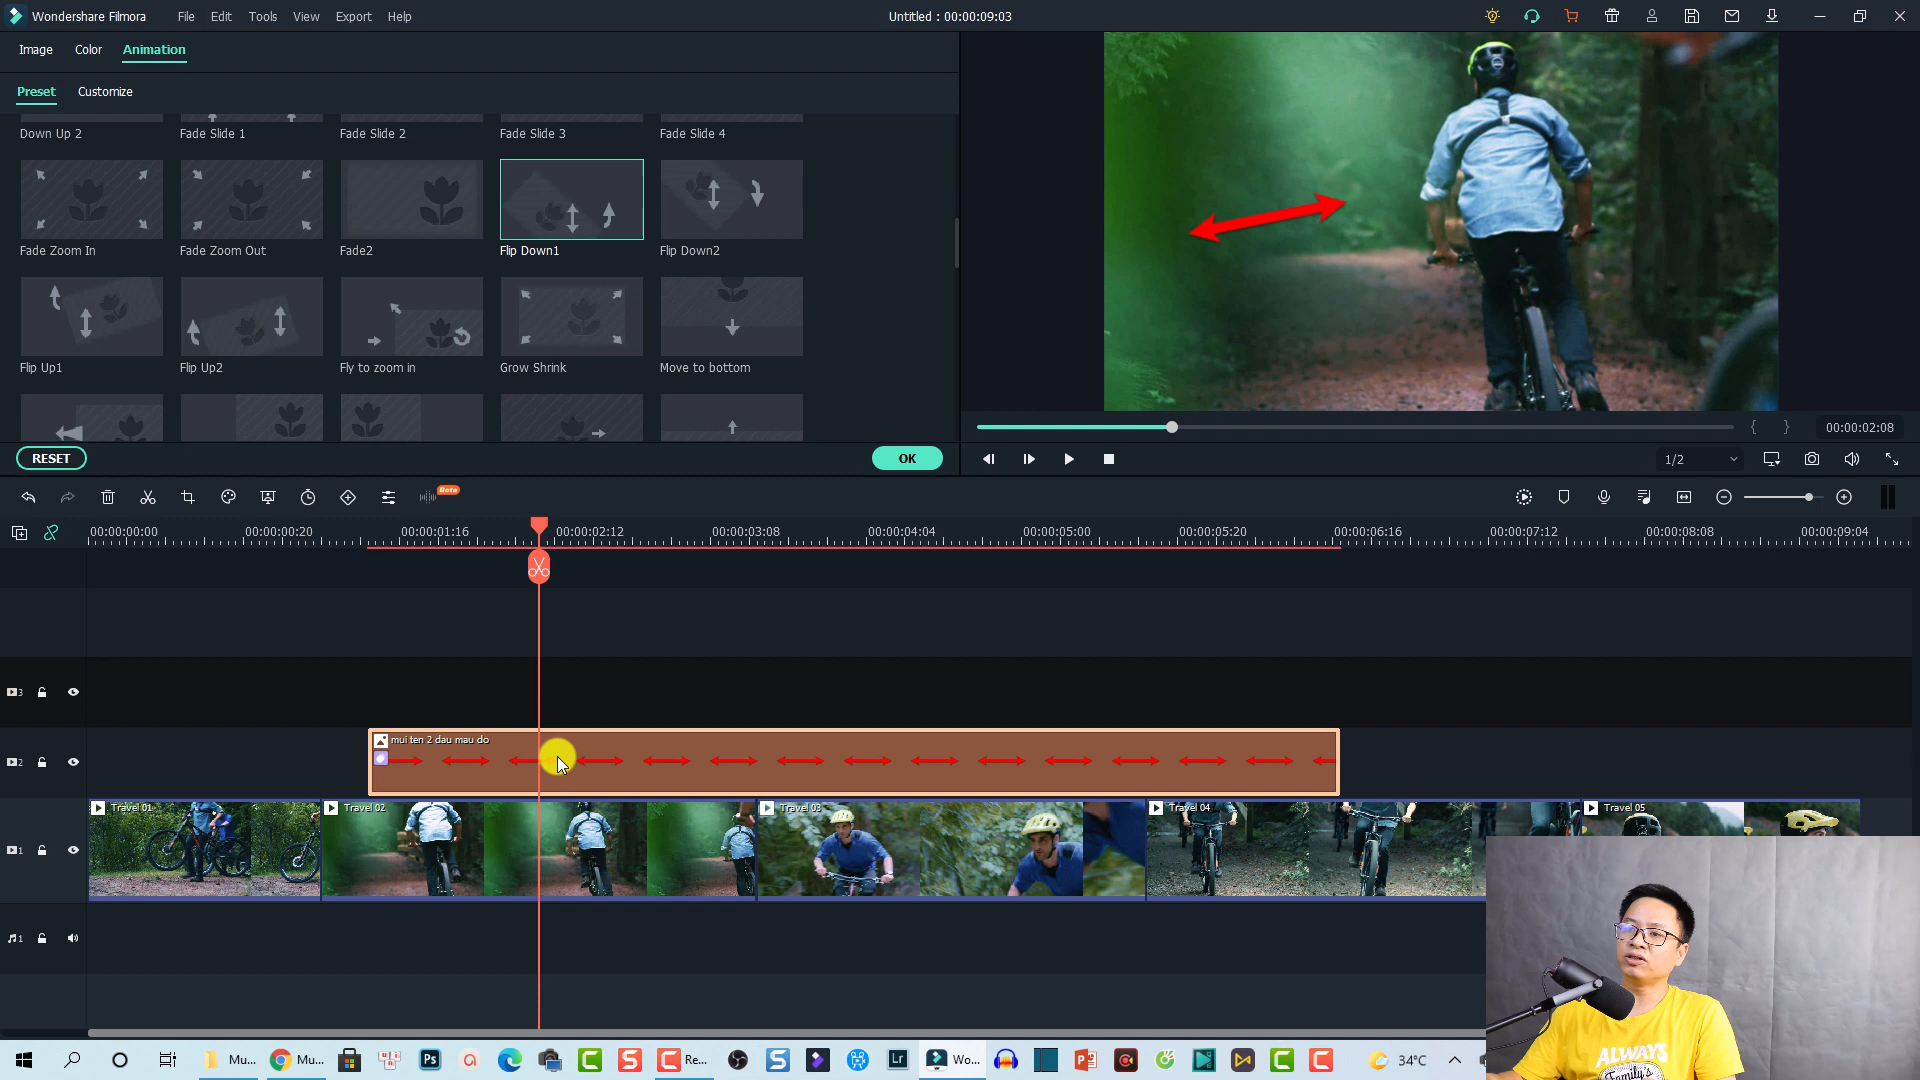 Wondershare Filmora File Edit Tools View Export Help Untitled : 00:00:09:03
Image Color Animation
Preset Customize
Down Up 2 Fade Slide 1 Fade Slide 2 Fade Slide 3 Fade Slide 4
Fade Zoom In Fade Zoom Out Fade2 Flip Down1 Flip Down2
Flip Up1 Flip Up2 Fly to zoom in Grow Shrink Move to bottom
{ } 00:00:02:08
RESET OK 1/2
Beta
00:00:00:00 00:00:00:20 00:00:01:16 00:00:02:12 00:00:03:08 00:00:04:04 00:00:05:00 00:00:05:20 00:00:06:16 00:00:07:12 00:00:08:08 00:00:09:04
3
mui ten 2 dau mau do
2
Travel 01 Travel 02 Travel 03 Travel 04 Travel 05
1
1
ALWAYS
Family's
Mu... Mu... Ps Re... Lr Wo... 34°C